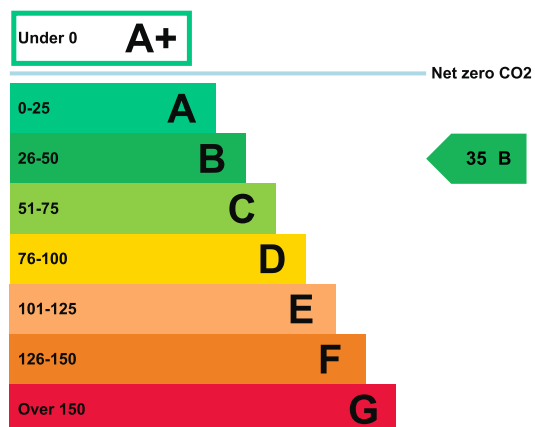 Under 0 A+
Net zero CO2
0-25 A
26-50 B
35 B
51-75 C
76-100 D
101-125 E
126-150 F
Over 150 G